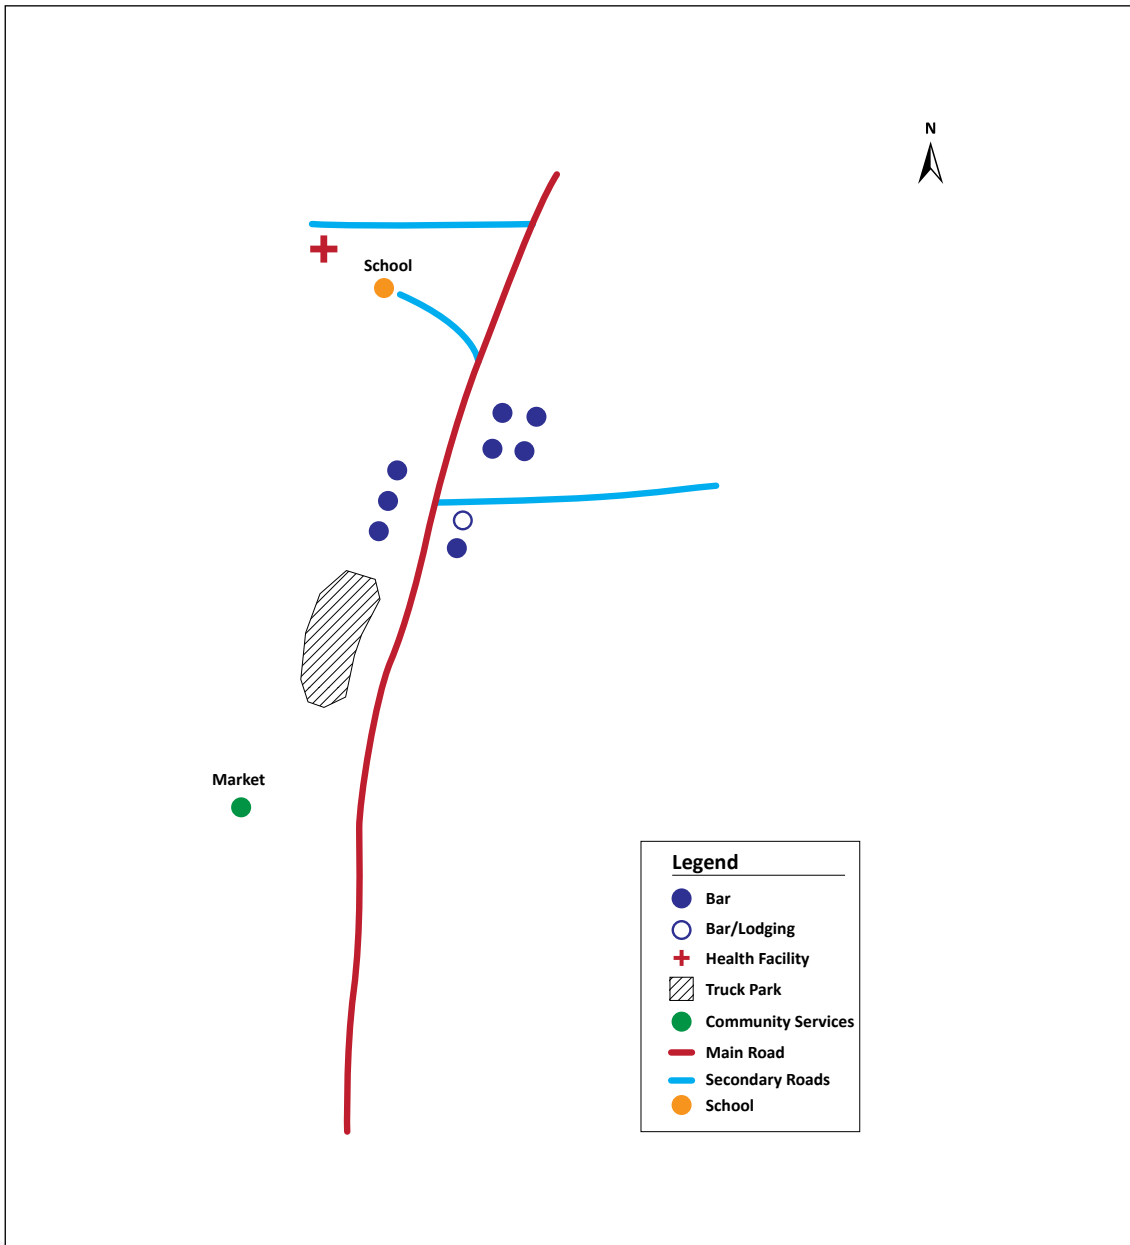 N
School
Market
Legend
Bar
Bar/Lodging
Health Facility
Truck Park
Community Services
Main Road
Secondary Roads
School